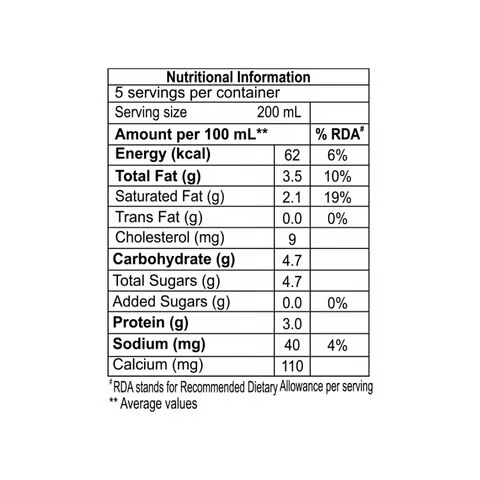 Nutritional Information
5 servings per container
Serving size 200 mL
Amount per 100 mL** % RDA#
Energy (kcal) 62 6%
Total Fat (g) 3.5 10%
Saturated Fat (g) 2.1 19%
Trans Fat (g) 0.0 0%
Cholesterol (mg) 9
Carbohydrate (g) 4.7
Total Sugars (g) 4.7
Added Sugars (g) 0.0 0%
Protein (g) 3.0
Sodium (mg) 40 4%
Calcium (mg) 110
#RDA stands for Recommended Dietary Allowance per serving
** Average values